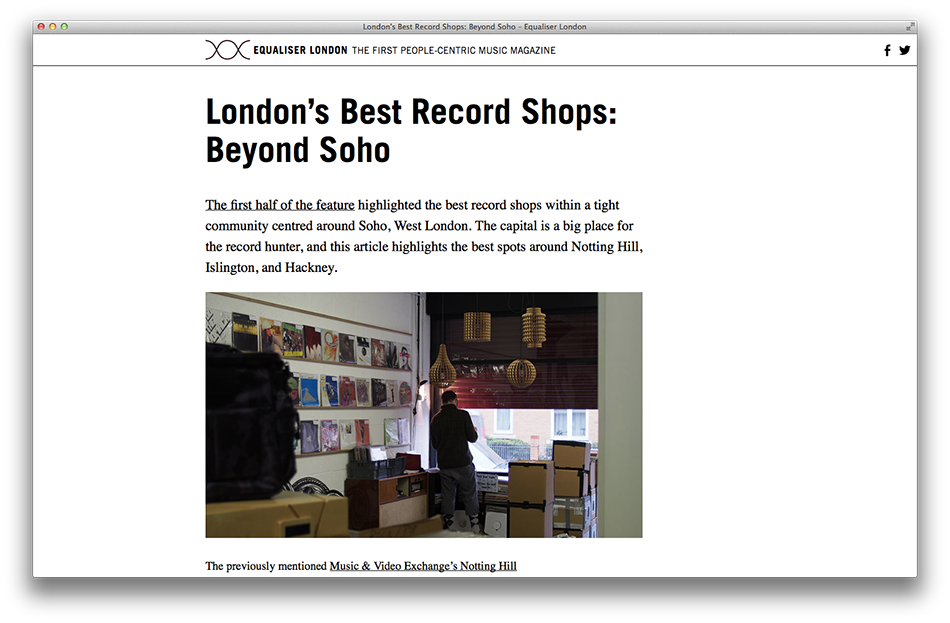 London's Best Record Shops: Beyond Soho – Equaliser London
EQUALISER LONDON THE FIRST PEOPLE-CENTRIC MUSIC MAGAZINE
London’s Best Record Shops:
Beyond Soho
The first half of the feature highlighted the best record shops within a tight
community centred around Soho, West London. The capital is a big place for
the record hunter, and this article highlights the best spots around Notting Hill,
Islington, and Hackney.
The previously mentioned Music & Video Exchange’s Notting Hill